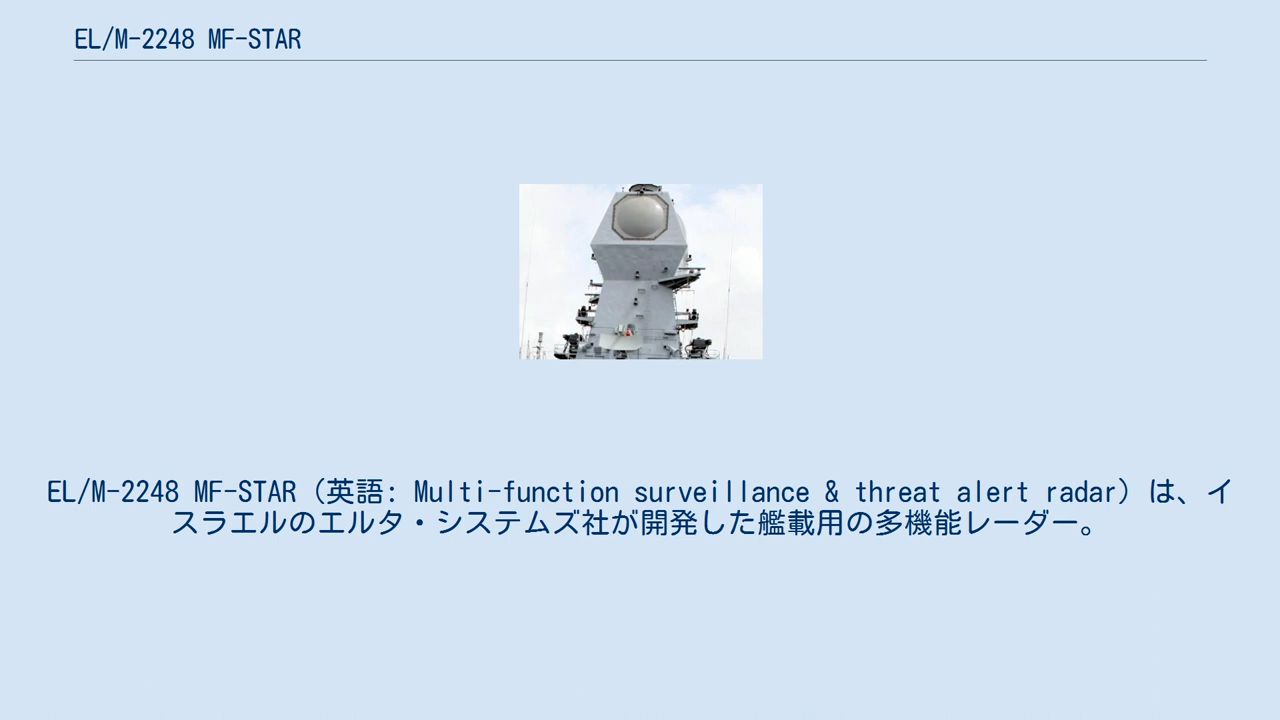 EL/M-2248 MF-STAR
EL/M-2248 MF-STAR（英語: Multi-function surveillance & threat alert radar）は、イ
スラエルのエルタ・システムズ社が開発した艦載用の多機能レーダー。